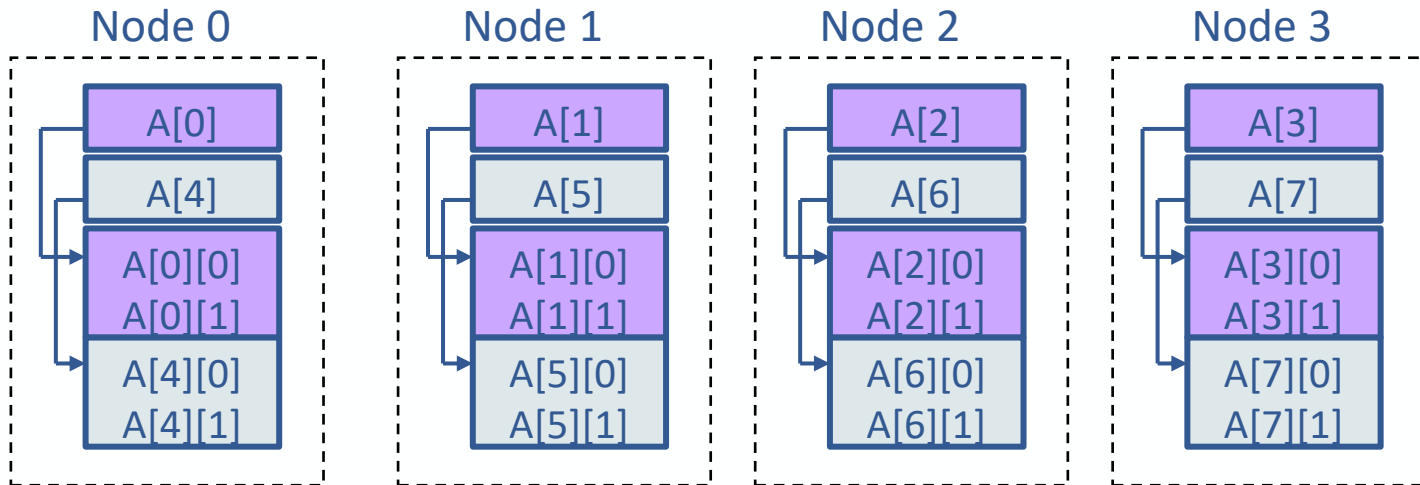 Node 0
A[0]
A[4]
A[0][0]
A[0][1]
A[4][0]
A[4][1]
Node 1
A[1]
A[5]
A[1][0]
A[1][1]
A[5][0]
A[5][1]
Node 2
A[2]
A[6]
A[2][0]
A[2][1]
A[6][0]
A[6][1]
Node 3
A[3]
A[7]
A[3][0]
A[3][1]
A[7][0]
A[7][1]